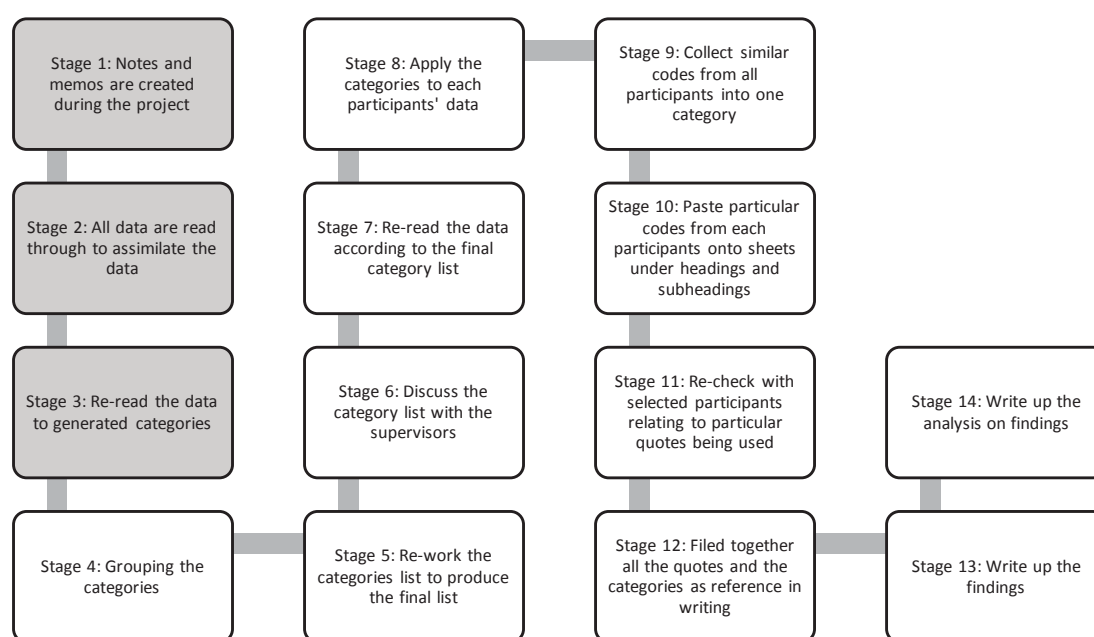 Stage 1: Notes and
memos are created
during the project
Stage 2: All data are read
through to assimilate the
data
Stage 3: Re-read the data
to generated categories
Stage 4: Grouping the
categories
Stage 5: Re-work the
categories list to produce
the final list
Stage 6: Discuss the
category list with the
supervisors
Stage 7: Re-read the data
according to the final
category list
Stage 8: Apply the
categories to each
participants' data
Stage 9: Collect similar
codes from all
participants into one
category
Stage 10: Paste particular
codes from each
participants onto sheets
under headings and
subheadings
Stage 11: Re-check with
selected participants
relating to particular
quotes being used
Stage 12: Filed together
all the quotes and the
categories as reference in
writing
Stage 13: Write up the
findings
Stage 14: Write up the
analysis on findings